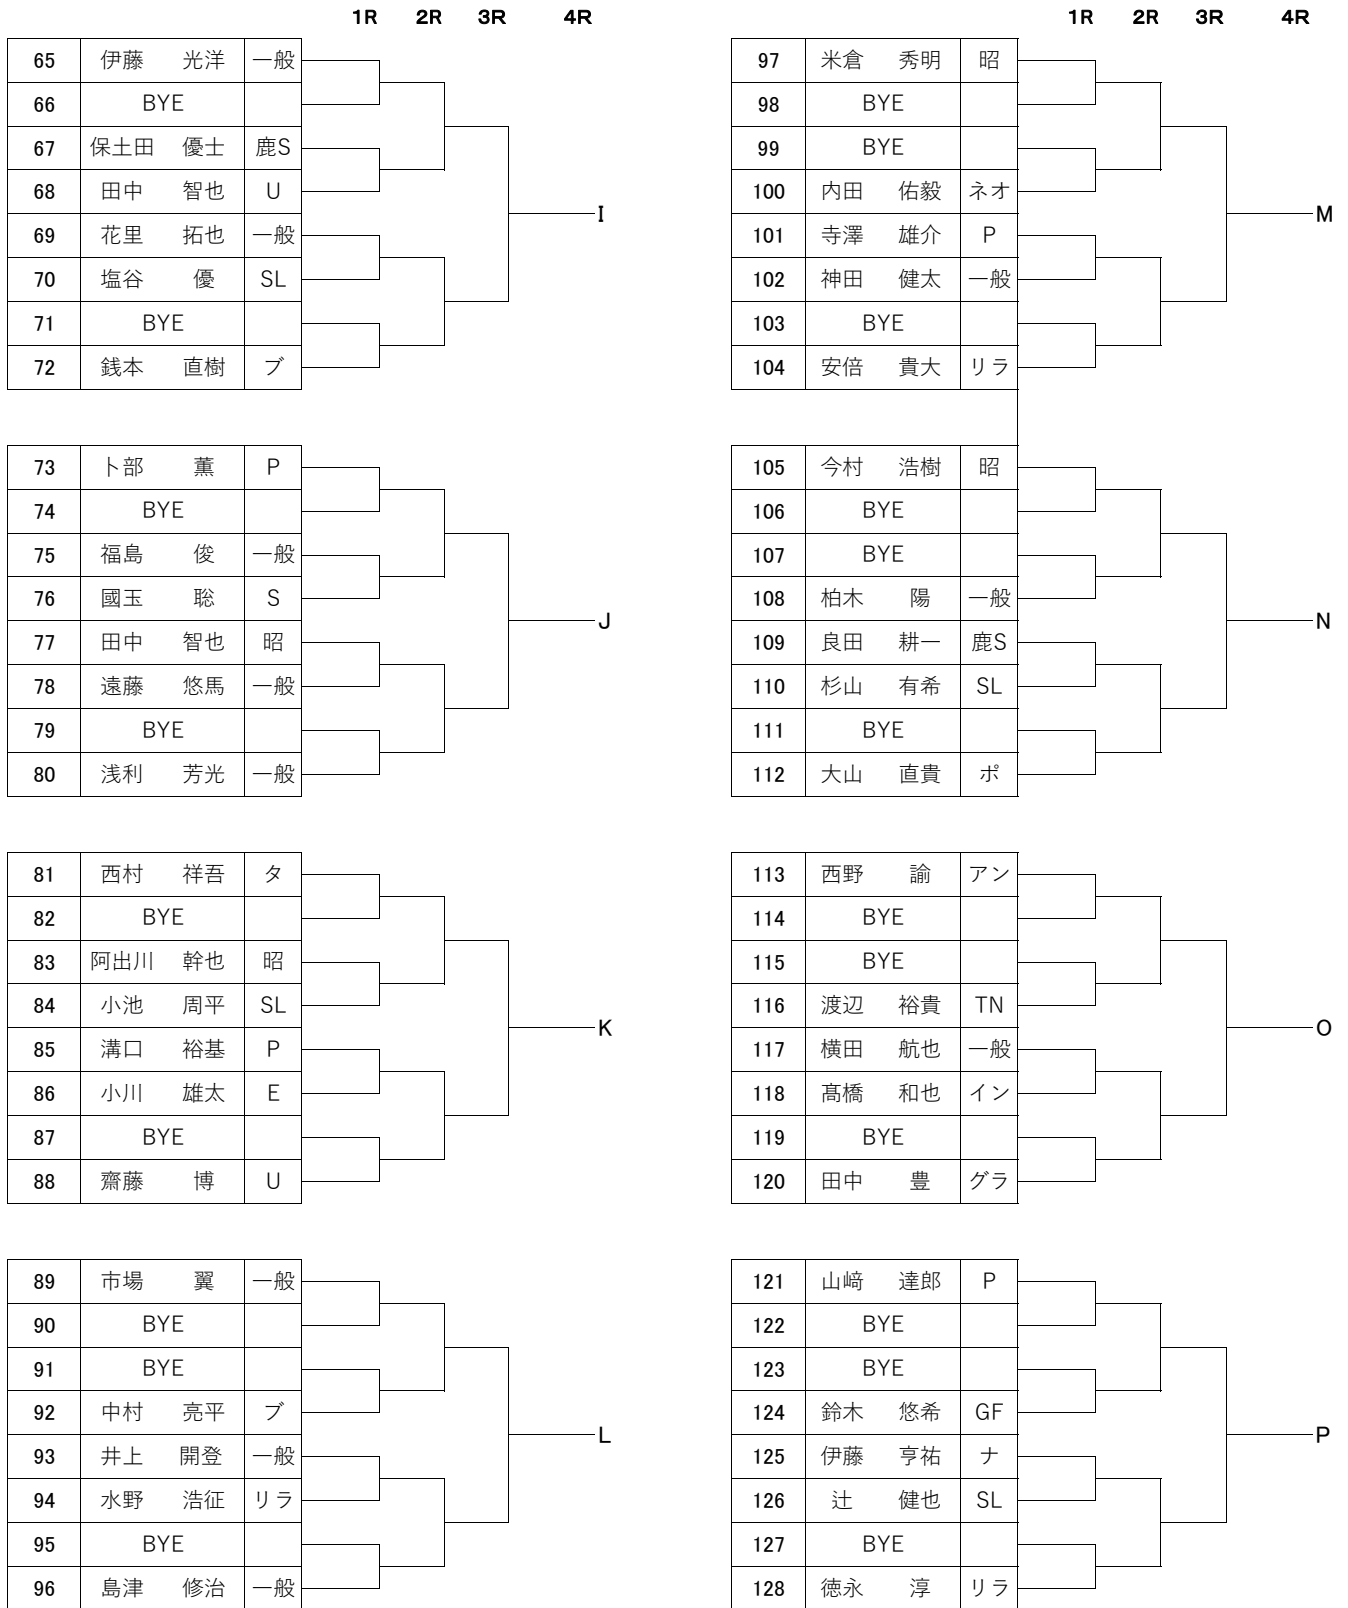 1R 2R 3R 4R
65 伊藤 光洋 一般
66 BYE
67 保土田 優士 鹿S
68 田中 智也 U
69 花里 拓也 一般
70 塩谷 優 SL
71 BYE
72 銭本 直樹 ブ
I
73 卜部 薫 P
74 BYE
75 福島 俊 一般
76 國玉 聡 S
77 田中 智也 昭
78 遠藤 悠馬 一般
79 BYE
80 浅利 芳光 一般
J
81 西村 祥吾 タ
82 BYE
83 阿出川 幹也 昭
84 小池 周平 SL
85 溝口 裕基 P
86 小川 雄太 E
87 BYE
88 齋藤 博 U
K
89 市場 翼 一般
90 BYE
91 BYE
92 中村 亮平 ブ
93 井上 開登 一般
94 水野 浩征 リラ
95 BYE
96 島津 修治 一般
L
1R 2R 3R 4R
97 米倉 秀明 昭
98 BYE
99 BYE
100 内田 佑毅 ネオ
101 寺澤 雄介 P
102 神田 健太 一般
103 BYE
104 安倍 貴大 リラ
M
105 今村 浩樹 昭
106 BYE
107 BYE
108 柏木 陽 一般
109 良田 耕一 鹿S
110 杉山 有希 SL
111 BYE
112 大山 直貴 ポ
N
113 西野 諭 アン
114 BYE
115 BYE
116 渡辺 裕貴 TN
117 横田 航也 一般
118 髙橋 和也 イン
119 BYE
120 田中 豊 グラ
O
121 山﨑 達郎 P
122 BYE
123 BYE
124 鈴木 悠希 GF
125 伊藤 亨祐 ナ
126 辻 健也 SL
127 BYE
128 徳永 淳 リラ
P